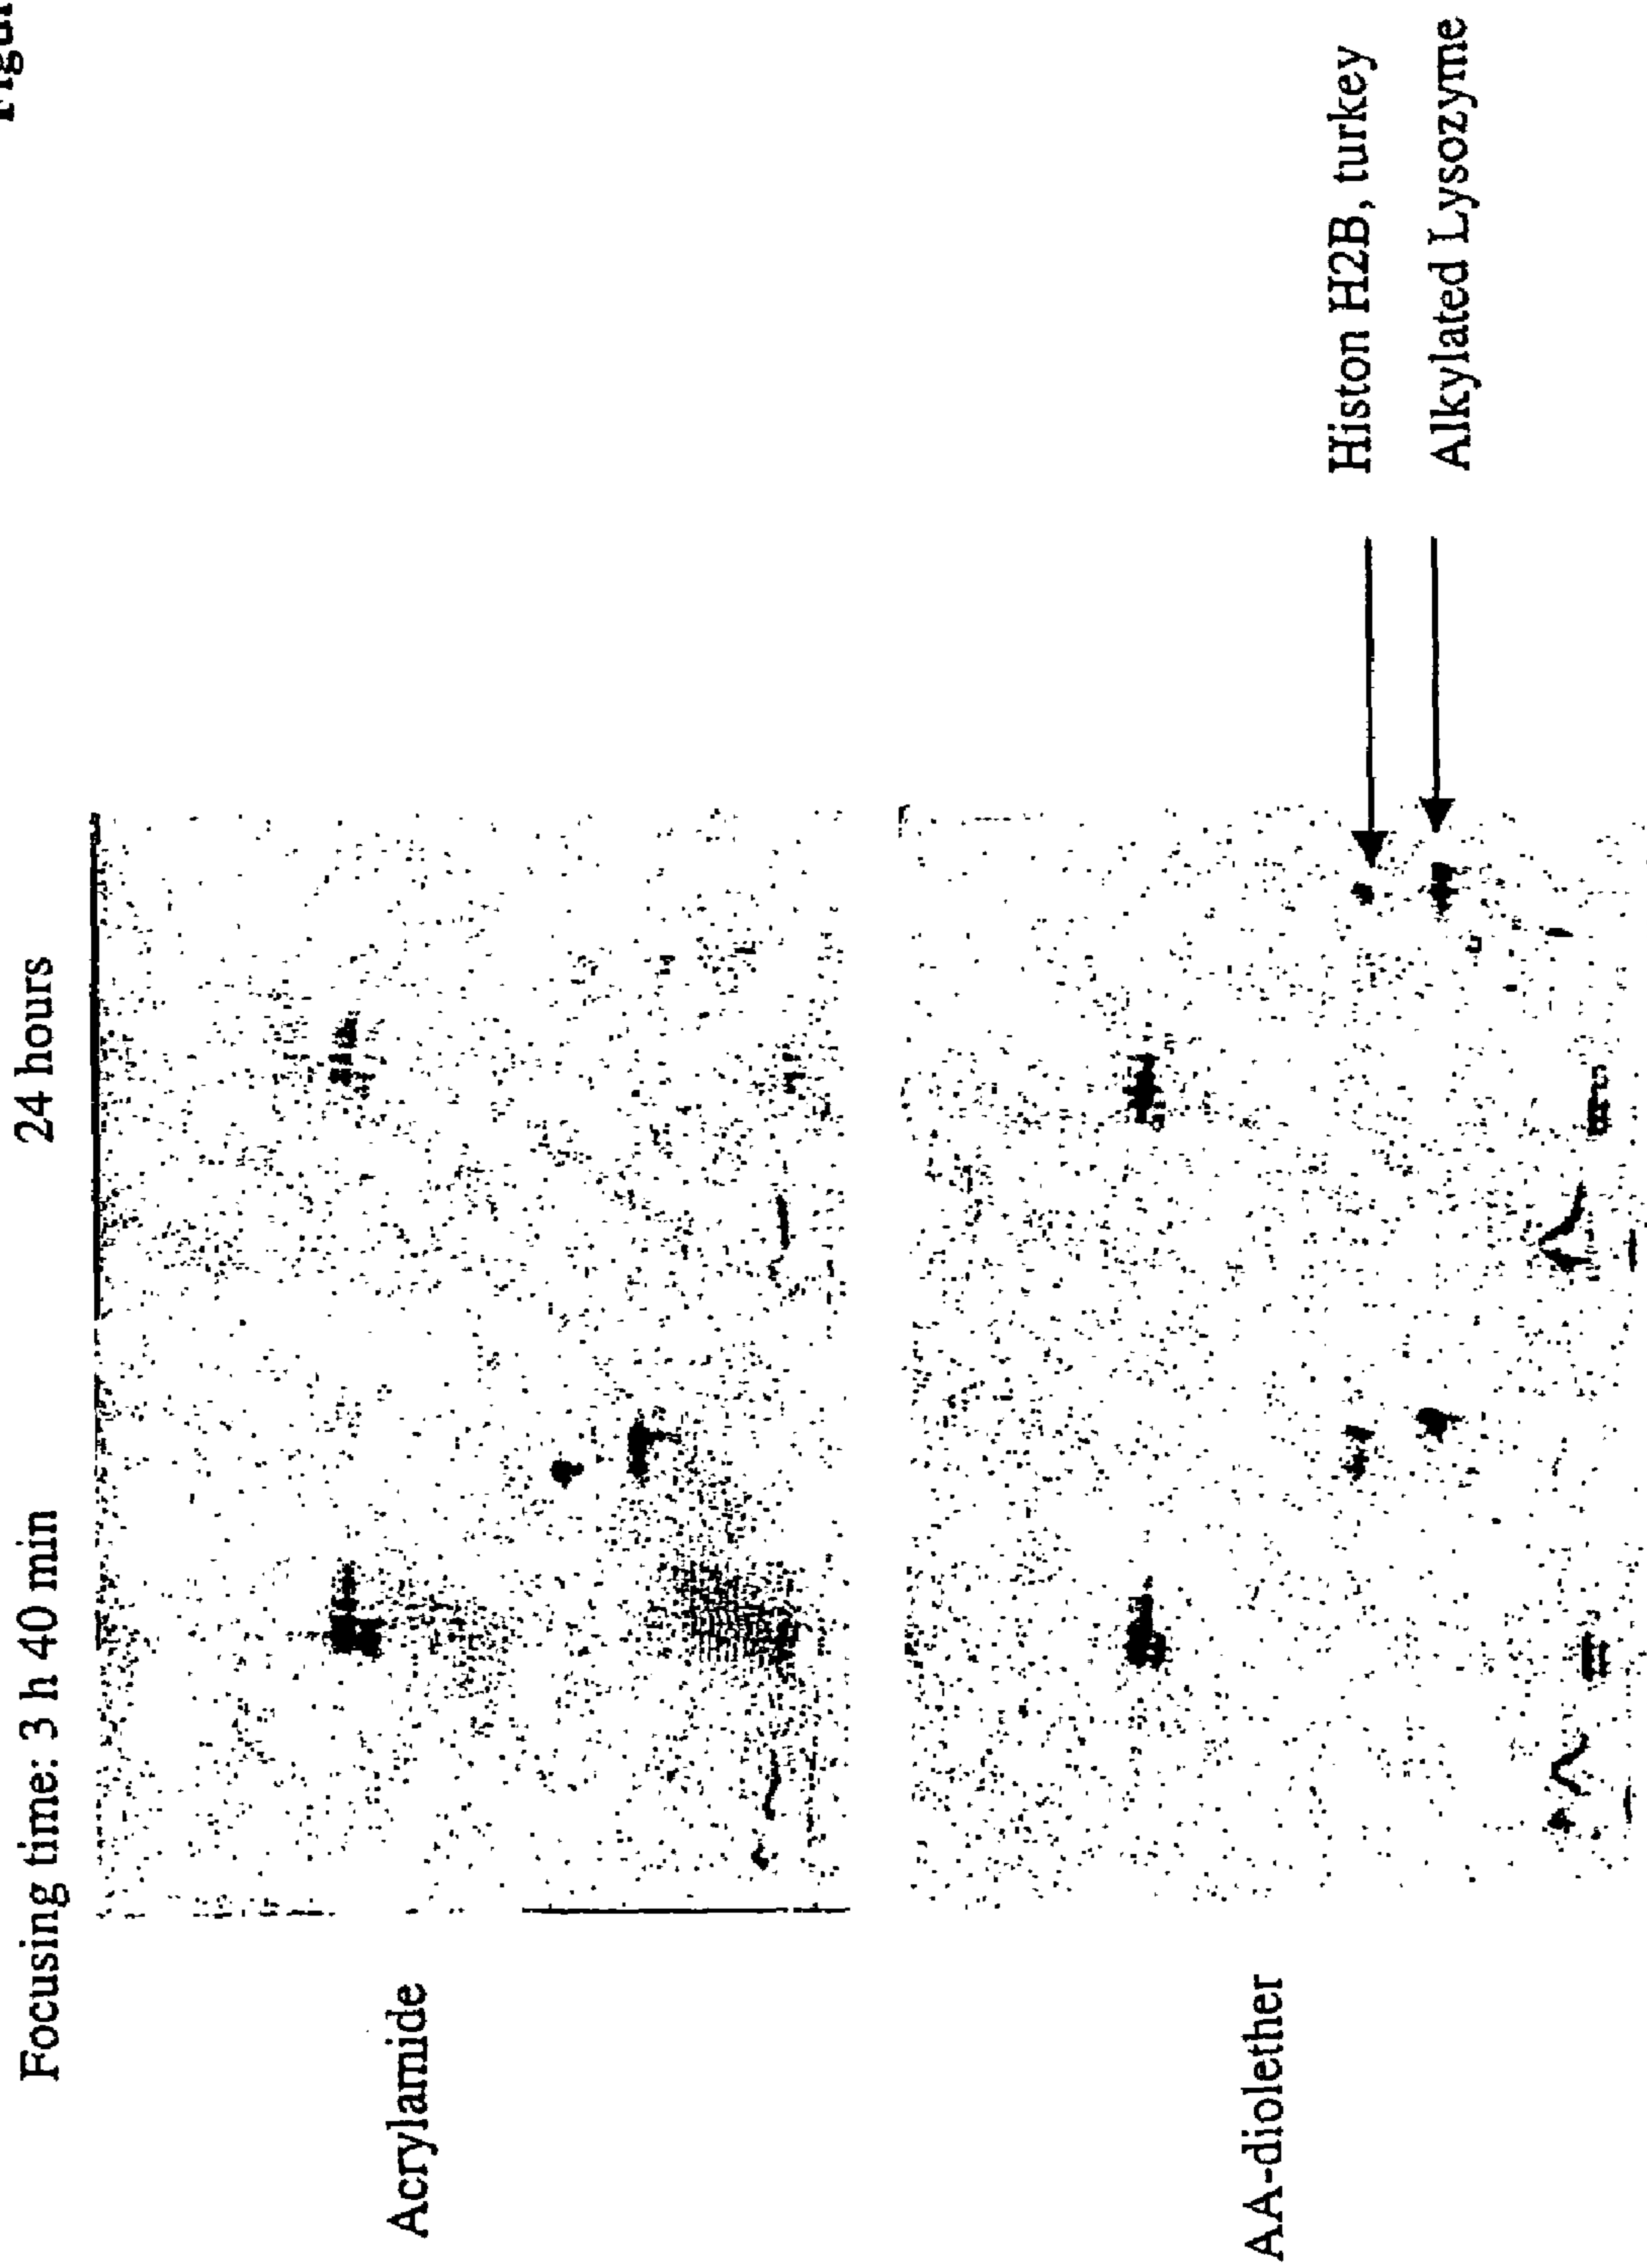 Focusing time: 3 h 40 min
24 hours
Acrylamide
AA-diolether
Histon H2B, turkey
Alkylated Lysozyme